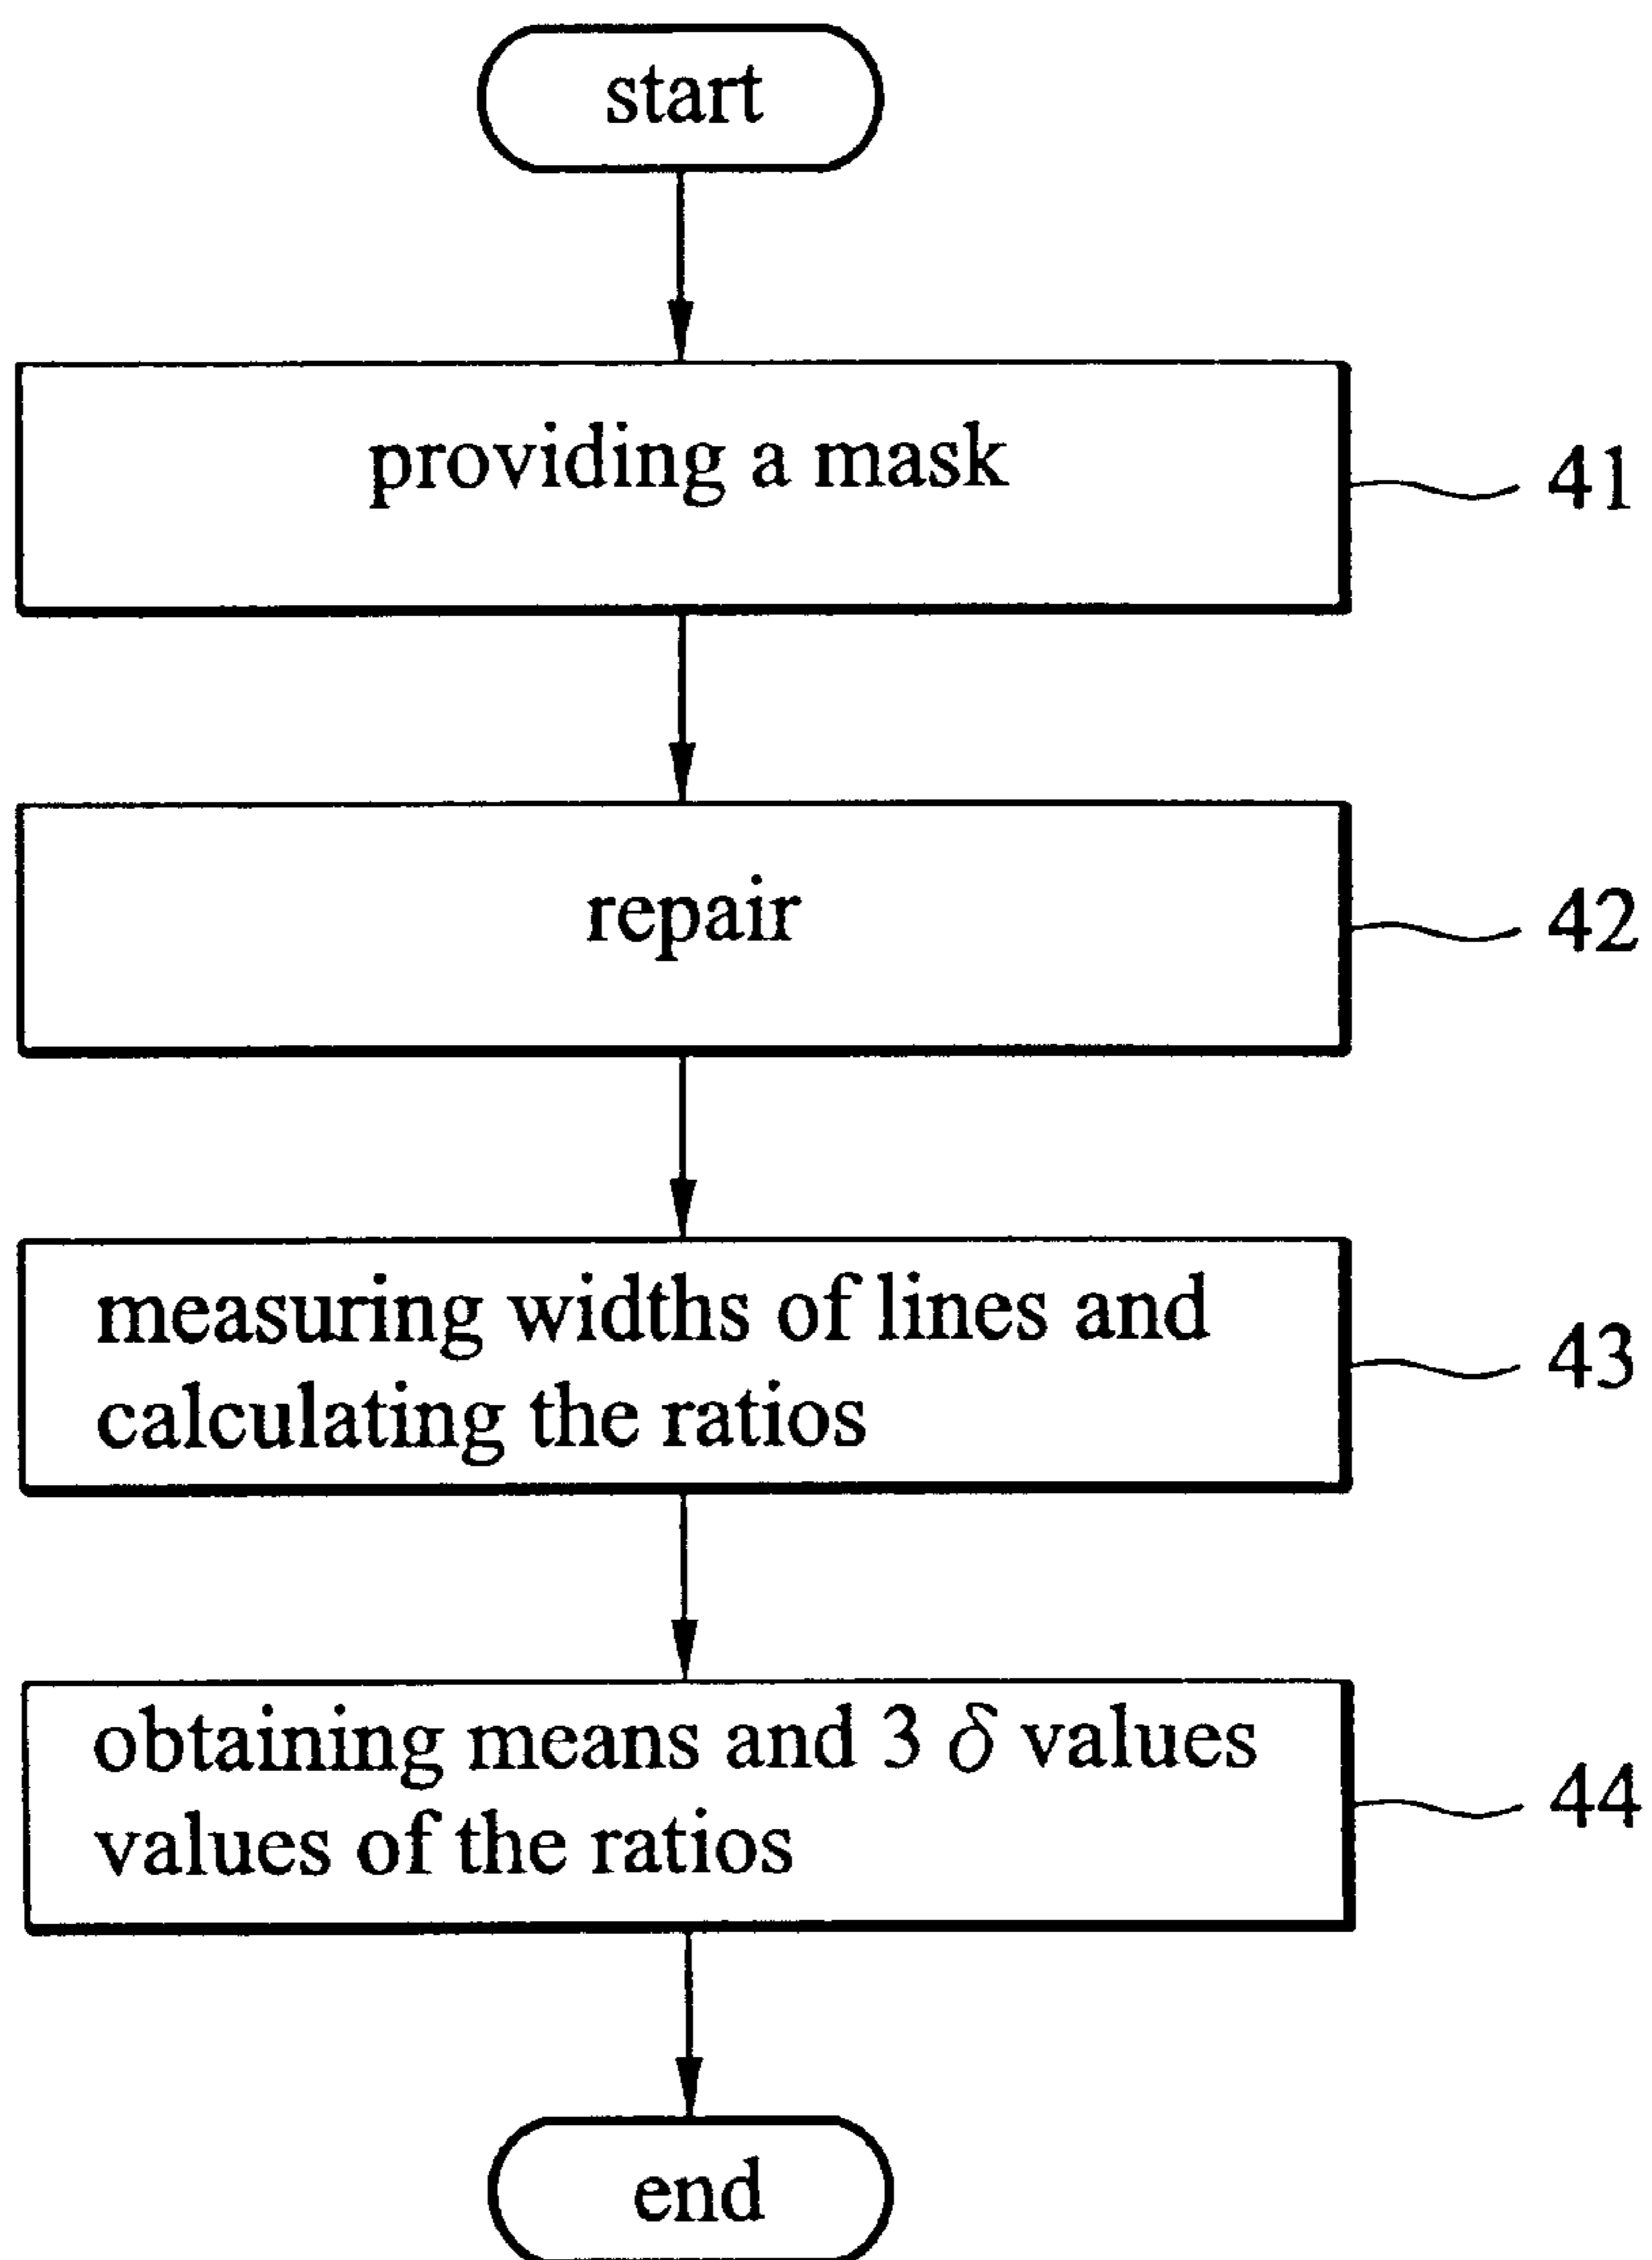 start
providing a mask
41
repair
42
measuring widths of lines and
calculating the ratios
43
obtaining means and 3 δ values
values of the ratios
44
end